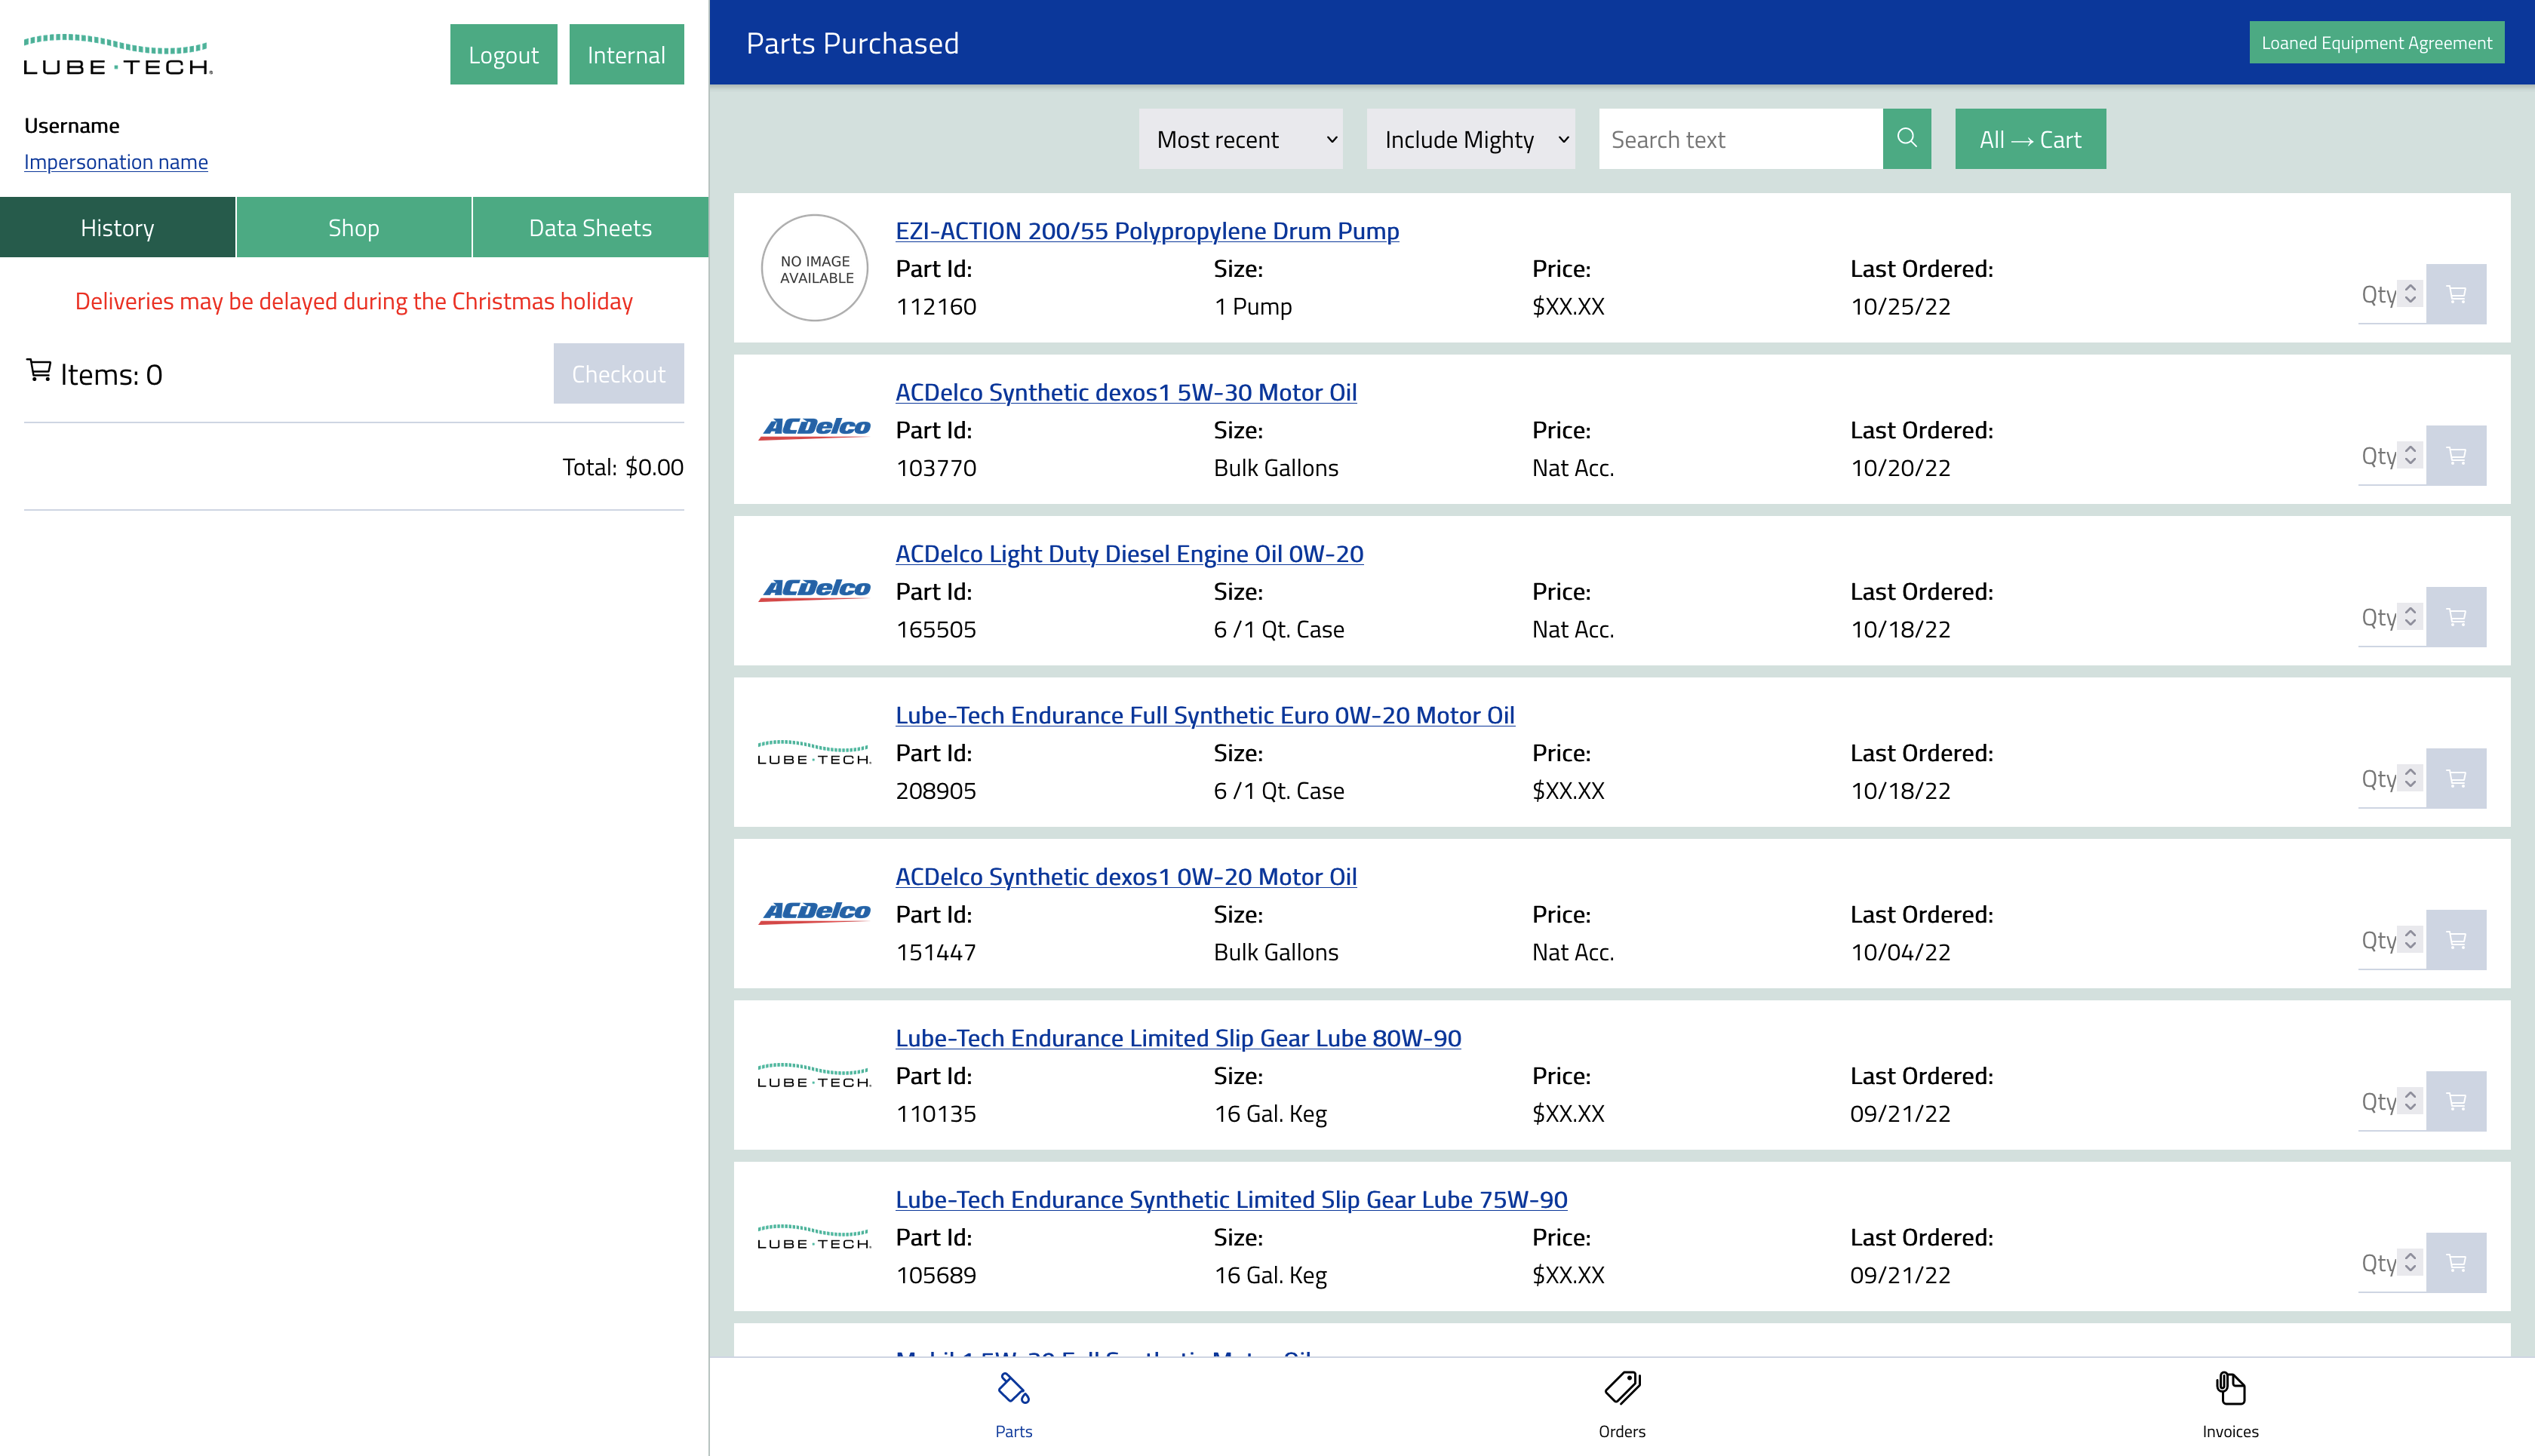 LUBE·TECH®
Logout
Internal
Username
Impersonation name
History
Shop
Data Sheets
Deliveries may be delayed during the Christmas holiday
Items: 0
Checkout
Total: $0.00
Parts Purchased
Loaned Equipment Agreement
Most recent
Include Mighty
Search text
All → Cart
NO IMAGE
AVAILABLE
EZI-ACTION 200/55 Polypropylene Drum Pump
Part Id: Size: Price: Last Ordered:
112160 1 Pump $XX.XX 10/25/22
Qty
ACDelco
ACDelco Synthetic dexos1 5W-30 Motor Oil
Part Id: Size: Price: Last Ordered:
103770 Bulk Gallons Nat Acc. 10/20/22
Qty
ACDelco
ACDelco Light Duty Diesel Engine Oil 0W-20
Part Id: Size: Price: Last Ordered:
165505 6 /1 Qt. Case Nat Acc. 10/18/22
Qty
LUBE·TECH®
Lube-Tech Endurance Full Synthetic Euro 0W-20 Motor Oil
Part Id: Size: Price: Last Ordered:
208905 6 /1 Qt. Case $XX.XX 10/18/22
Qty
ACDelco
ACDelco Synthetic dexos1 0W-20 Motor Oil
Part Id: Size: Price: Last Ordered:
151447 Bulk Gallons Nat Acc. 10/04/22
Qty
LUBE·TECH®
Lube-Tech Endurance Limited Slip Gear Lube 80W-90
Part Id: Size: Price: Last Ordered:
110135 16 Gal. Keg $XX.XX 09/21/22
Qty
LUBE·TECH®
Lube-Tech Endurance Synthetic Limited Slip Gear Lube 75W-90
Part Id: Size: Price: Last Ordered:
105689 16 Gal. Keg $XX.XX 09/21/22
Qty
Parts
Orders
Invoices